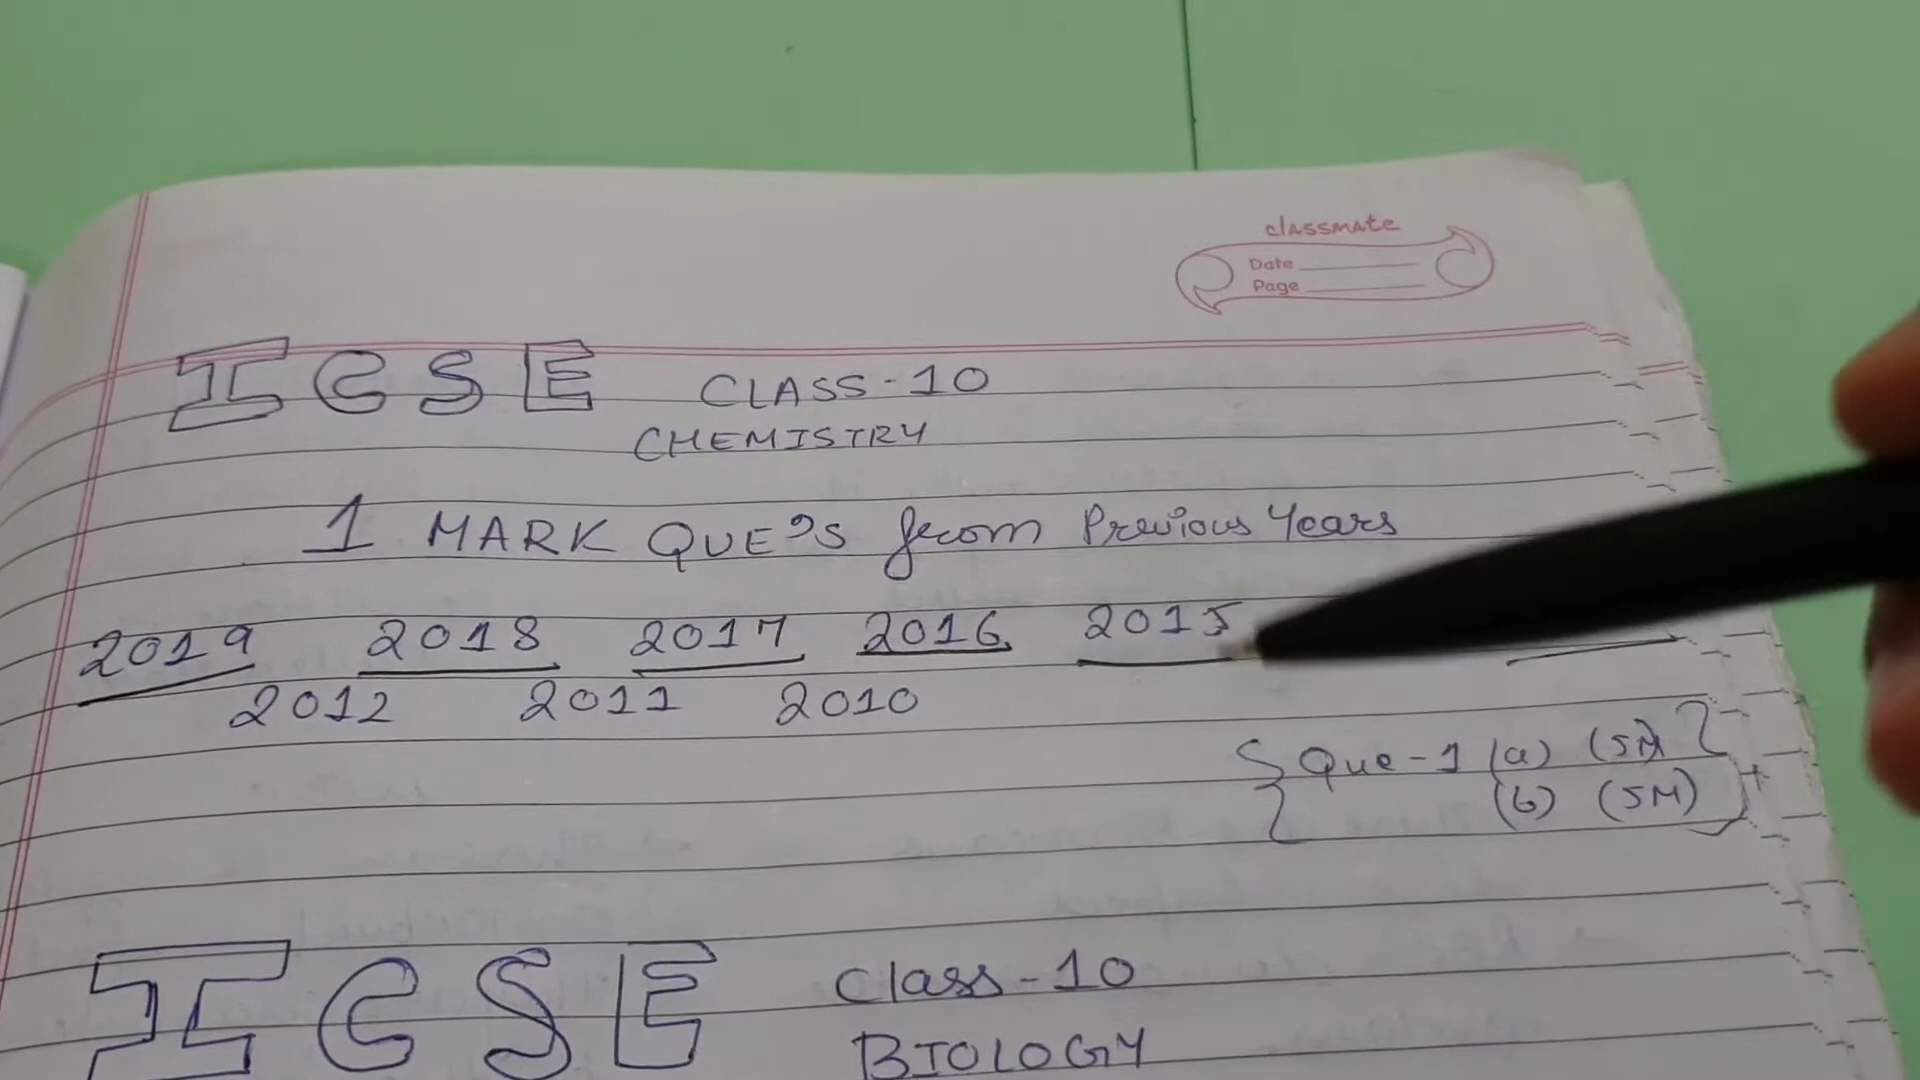 classmate
Date
Page
ICSE CLASS-10
CHEMISTRY
1 MARK QUE'S from Previous Years
2019 2018 2017 2016 2015
2012 2011 2010
{ Que-1 (a) (5M) }
(b) (5M)
ICSE Class-10
BIOLOGY